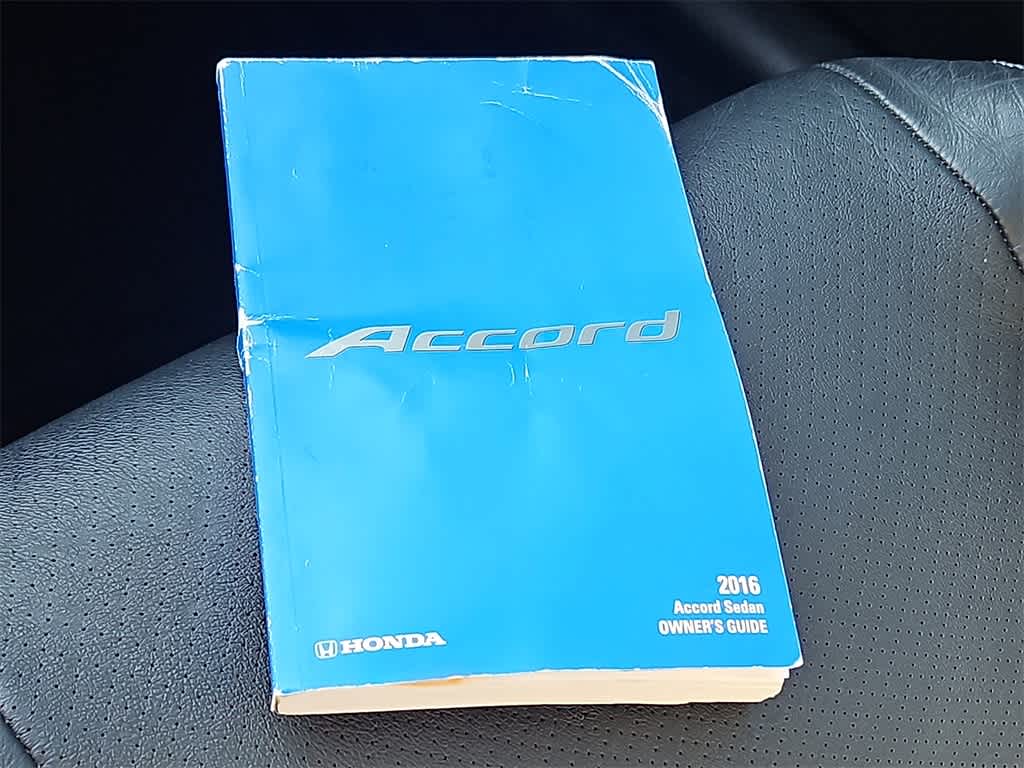 Accord
2016
Accord Sedan
OWNER'S GUIDE
HONDA